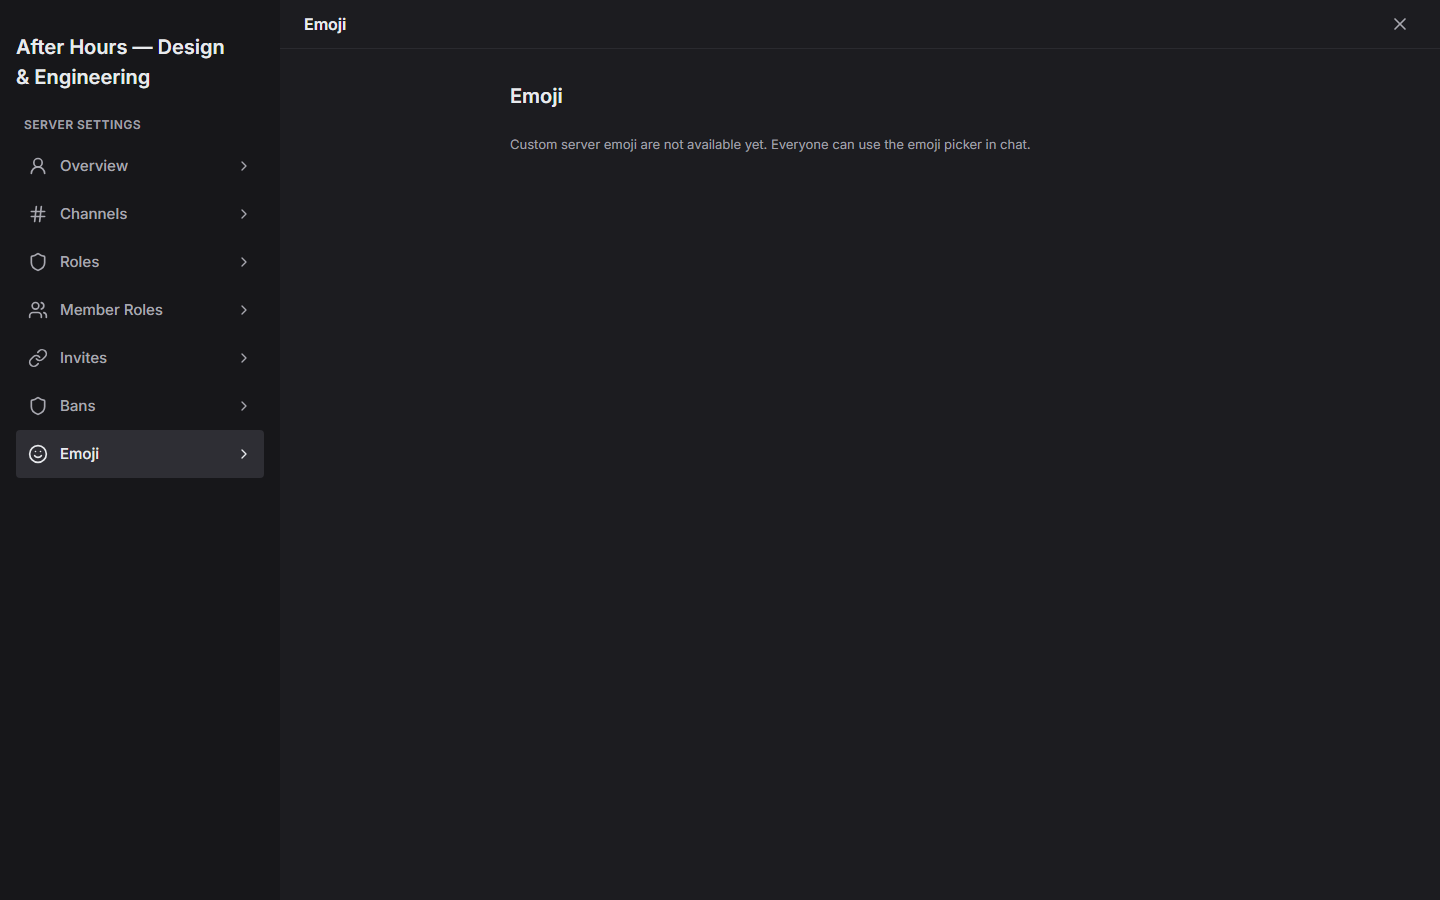 After Hours — Design
& Engineering
SERVER SETTINGS
Overview
Channels
Roles
Member Roles
Invites
Bans
Emoji
Emoji
Emoji
Custom server emoji are not available yet. Everyone can use the emoji picker in chat.